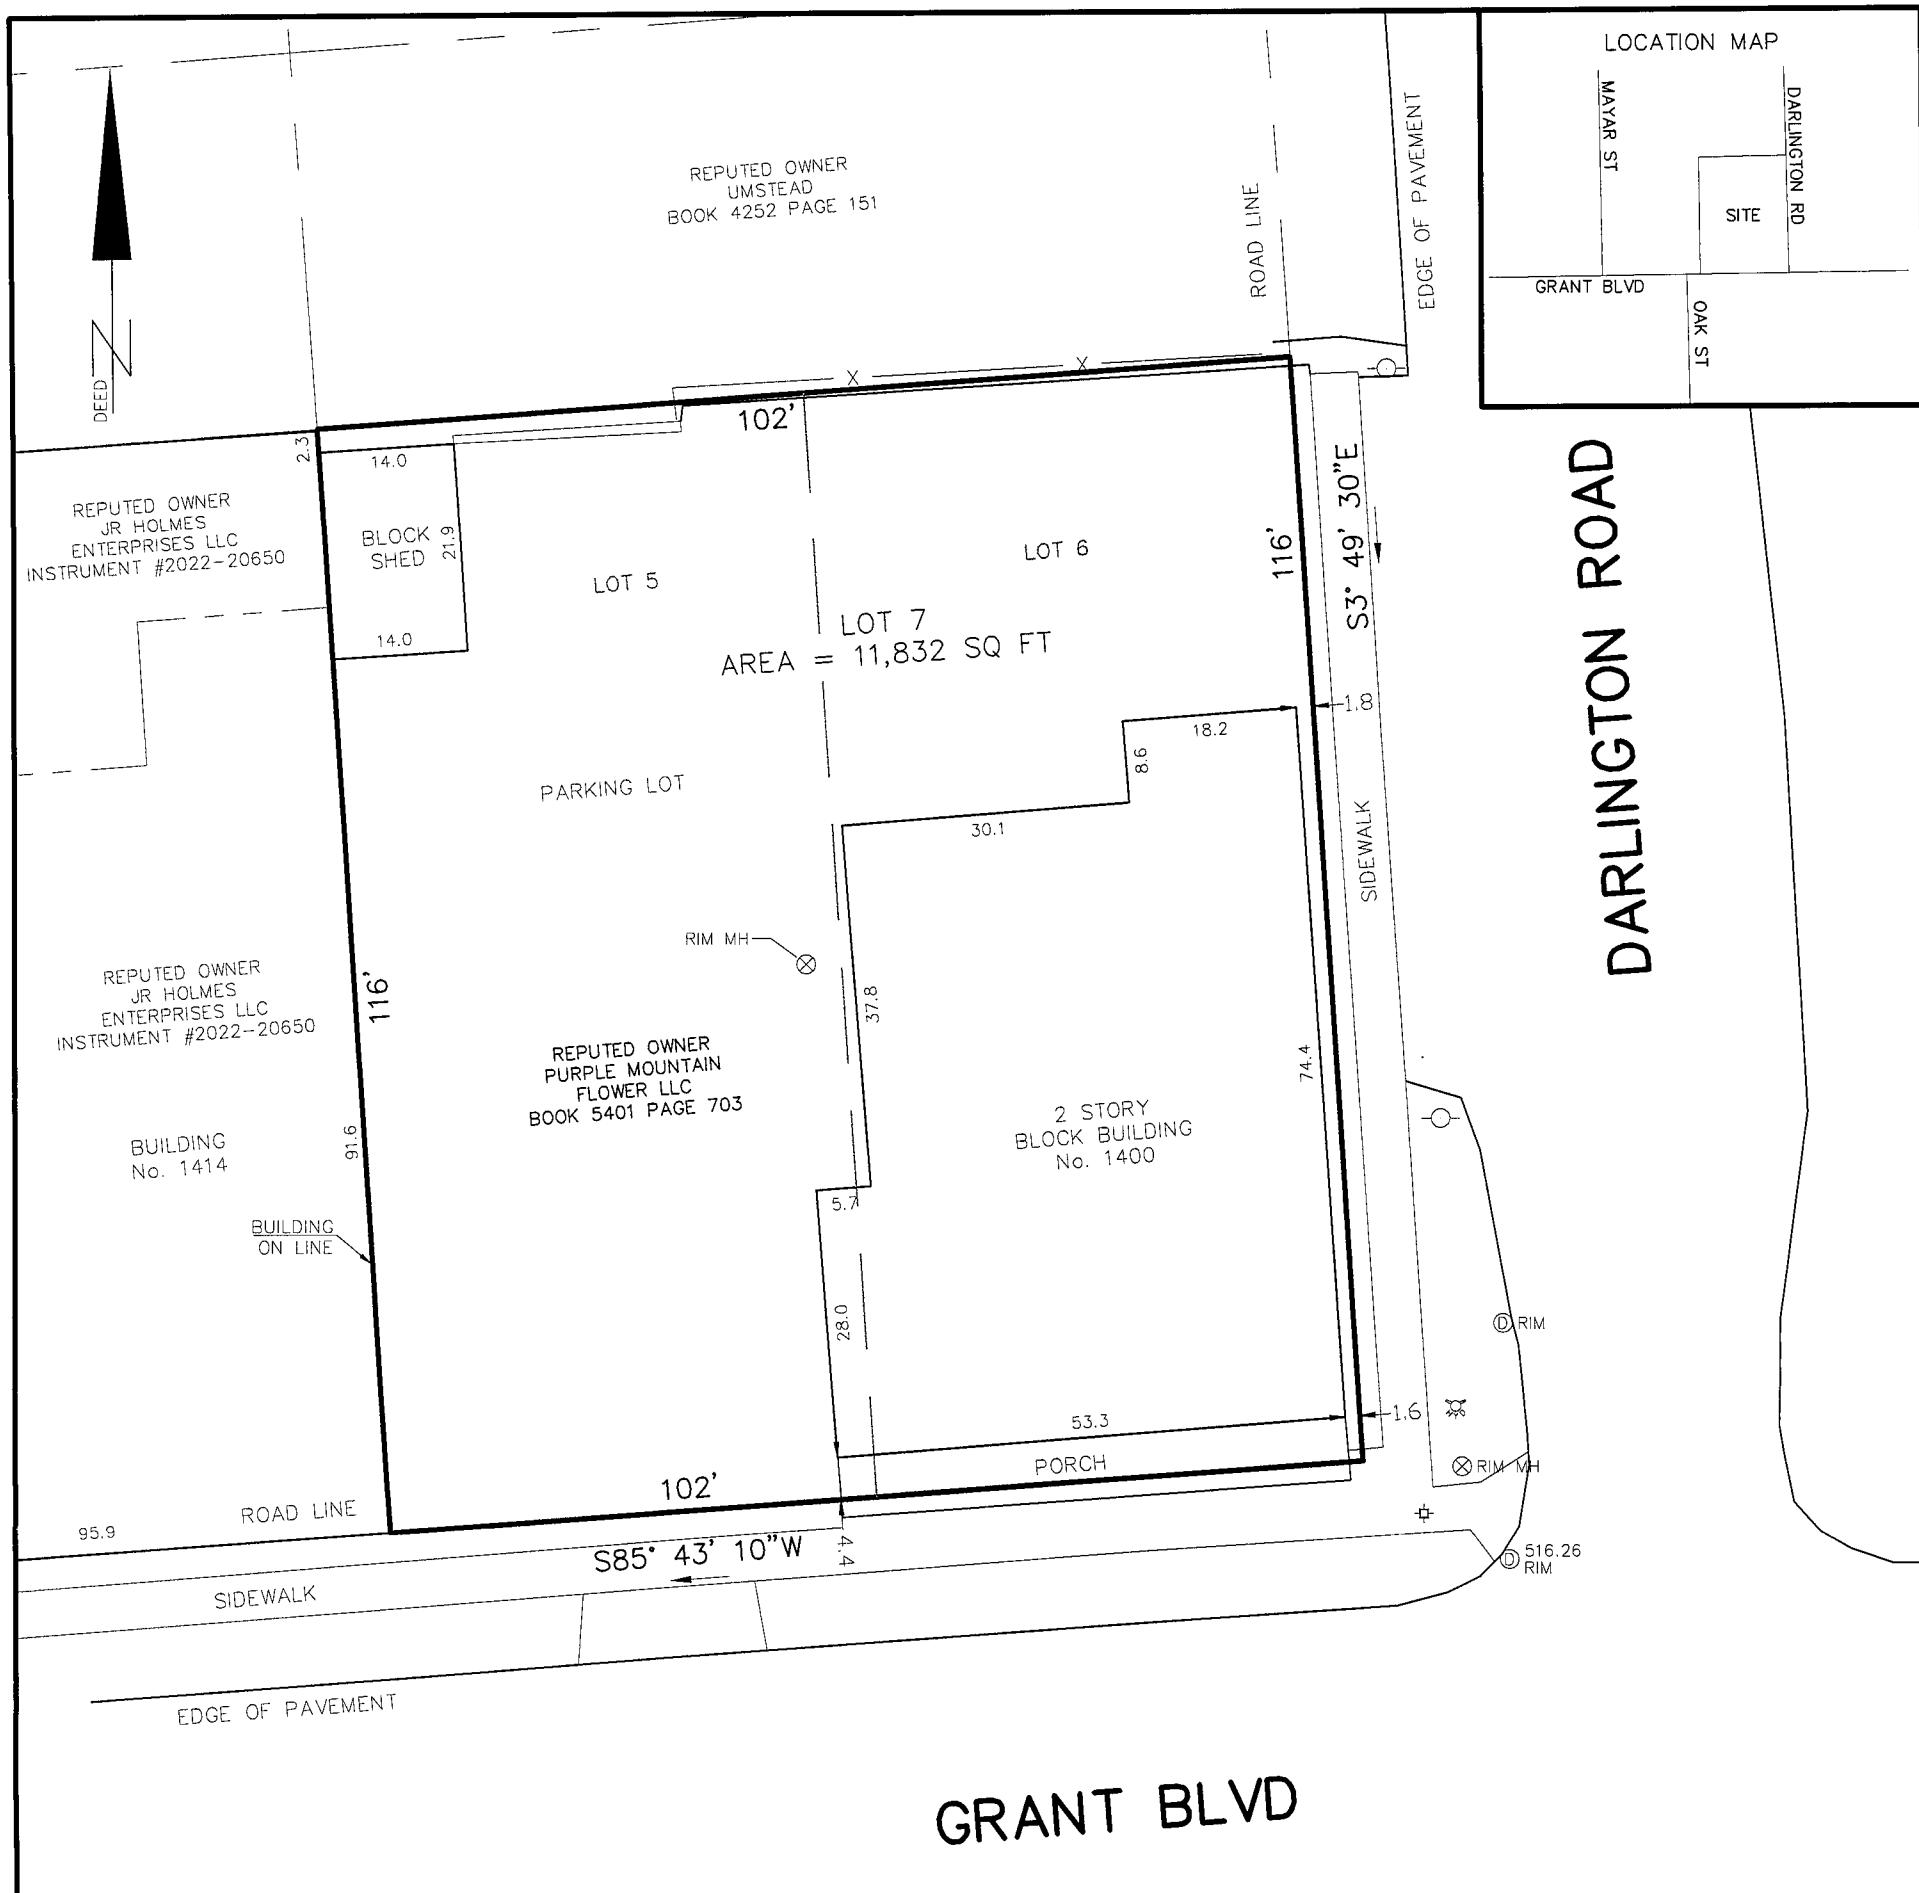 LOCATION MAP
MAYAR ST
DARLINGTON RD
SITE
GRANT BLVD
OAK ST
DEED
N
REPUTED OWNER
UMSTEAD
BOOK 4252 PAGE 151
ROAD LINE
EDGE OF PAVEMENT
X
X
102'
2.3
14.0
REPUTED OWNER
JR HOLMES
ENTERPRISES LLC
INSTRUMENT #2022-20650
BLOCK
SHED
21.9
14.0
LOT 5
LOT 6
116'
S3° 49' 30"E
DARLINGTON ROAD
LOT 7
AREA = 11,832 SQ FT
1.8
18.2
8.6
30.1
PARKING LOT
SIDEWALK
RIM MH
37.8
REPUTED OWNER
JR HOLMES
ENTERPRISES LLC
INSTRUMENT #2022-20650
116'
REPUTED OWNER
PURPLE MOUNTAIN
FLOWER LLC
BOOK 5401 PAGE 703
74.4
2 STORY
BLOCK BUILDING
No. 1400
BUILDING
No. 1414
91.6
5.7
BUILDING
ON LINE
28.0
D RIM
53.3
1.6
PORCH
RIM MH
102'
ROAD LINE
95.9
S85° 43' 10"W
4.4
D 516.26
RIM
SIDEWALK
EDGE OF PAVEMENT
GRANT BLVD